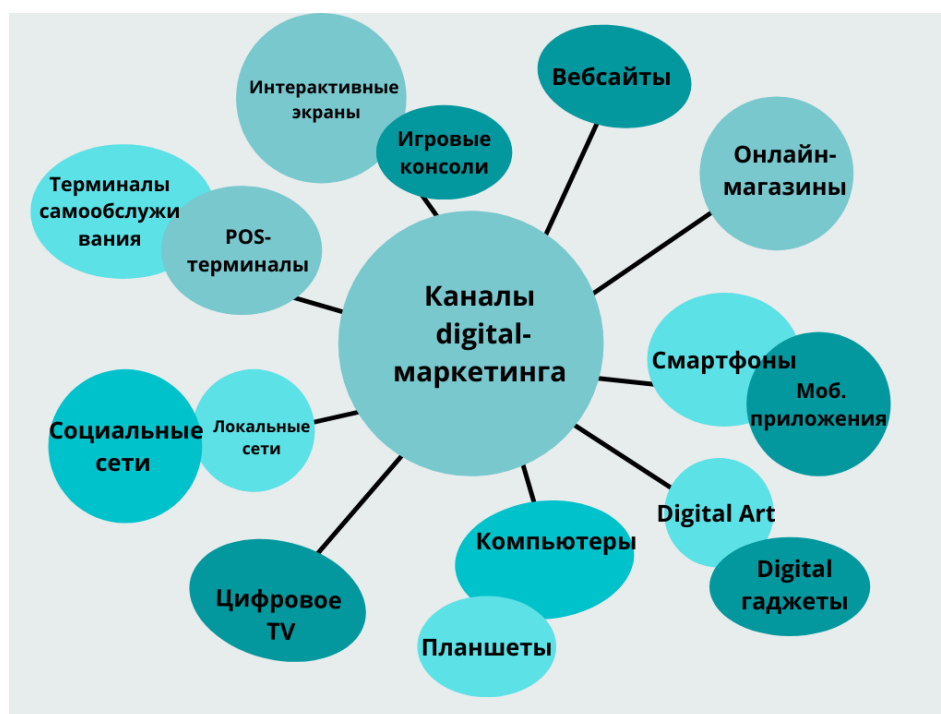 Интерактивные
экраны
Вебсайты
Игровые
консоли
Онлайн-
магазины
Терминалы
самообслужи
вания
POS-
терминалы
Каналы
digital-
маркетинга
Смартфоны
Моб.
приложения
Социальные
сети
Локальные
сети
Digital Art
Компьютеры
Digital
гаджеты
Цифровое
TV
Планшеты